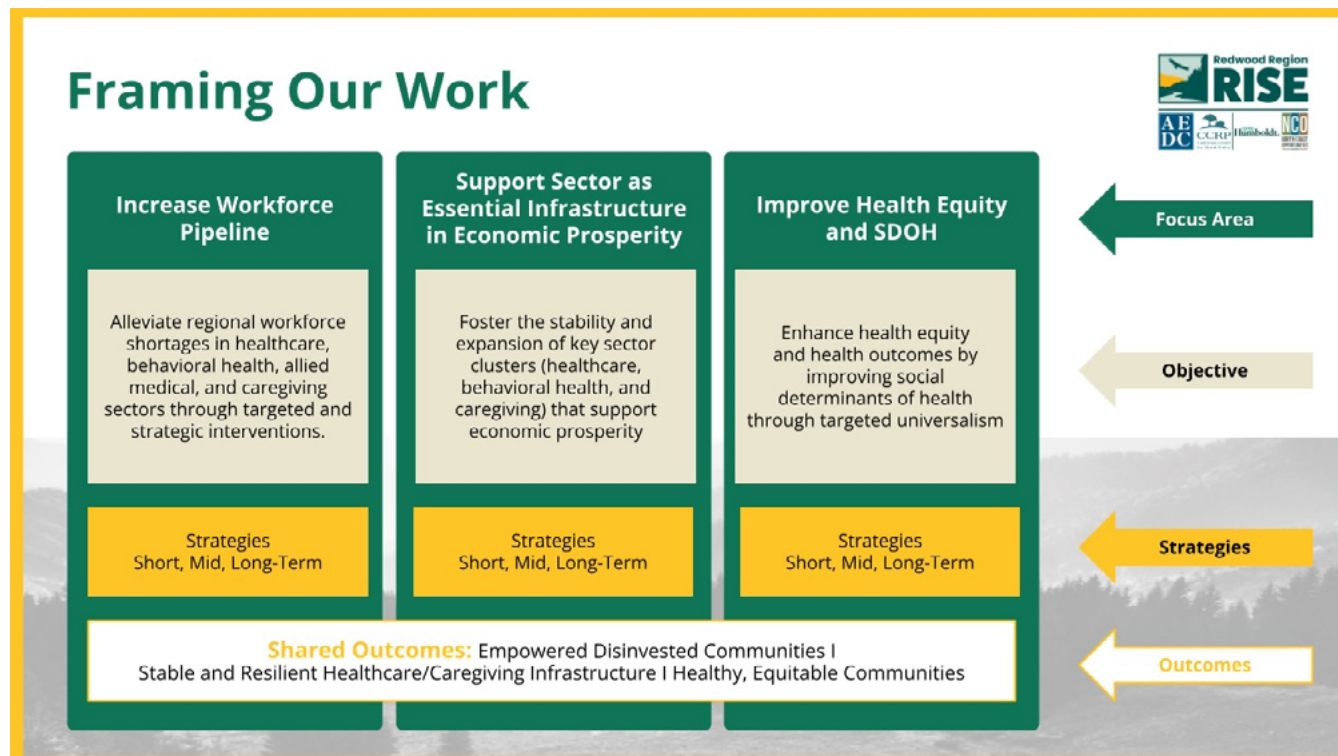 Framing Our Work
Redwood Region
RISE
AE
DC
CCRP
Humboldt.
NCO
Increase Workforce
Pipeline
Alleviate regional workforce
shortages in healthcare,
behavioral health, allied
medical, and caregiving
sectors through targeted and
strategic interventions.
Strategies
Short, Mid, Long-Term
Support Sector as
Essential Infrastructure
in Economic Prosperity
Foster the stability and
expansion of key sector
clusters (healthcare,
behavioral health, and
caregiving) that support
economic prosperity
Strategies
Short, Mid, Long-Term
Improve Health Equity
and SDOH
Enhance health equity
and health outcomes by
improving social
determinants of health
through targeted universalism
Strategies
Short, Mid, Long-Term
Shared Outcomes: Empowered Disinvested Communities I
Stable and Resilient Healthcare/Caregiving Infrastructure I Healthy, Equitable Communities
Focus Area
Objective
Strategies
Outcomes